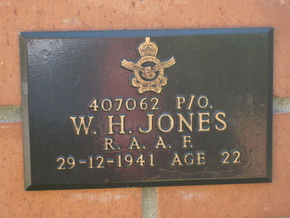 407062 P/O.
W. H. JONES
R. A. A. F.
29-12-1941 AGE 22